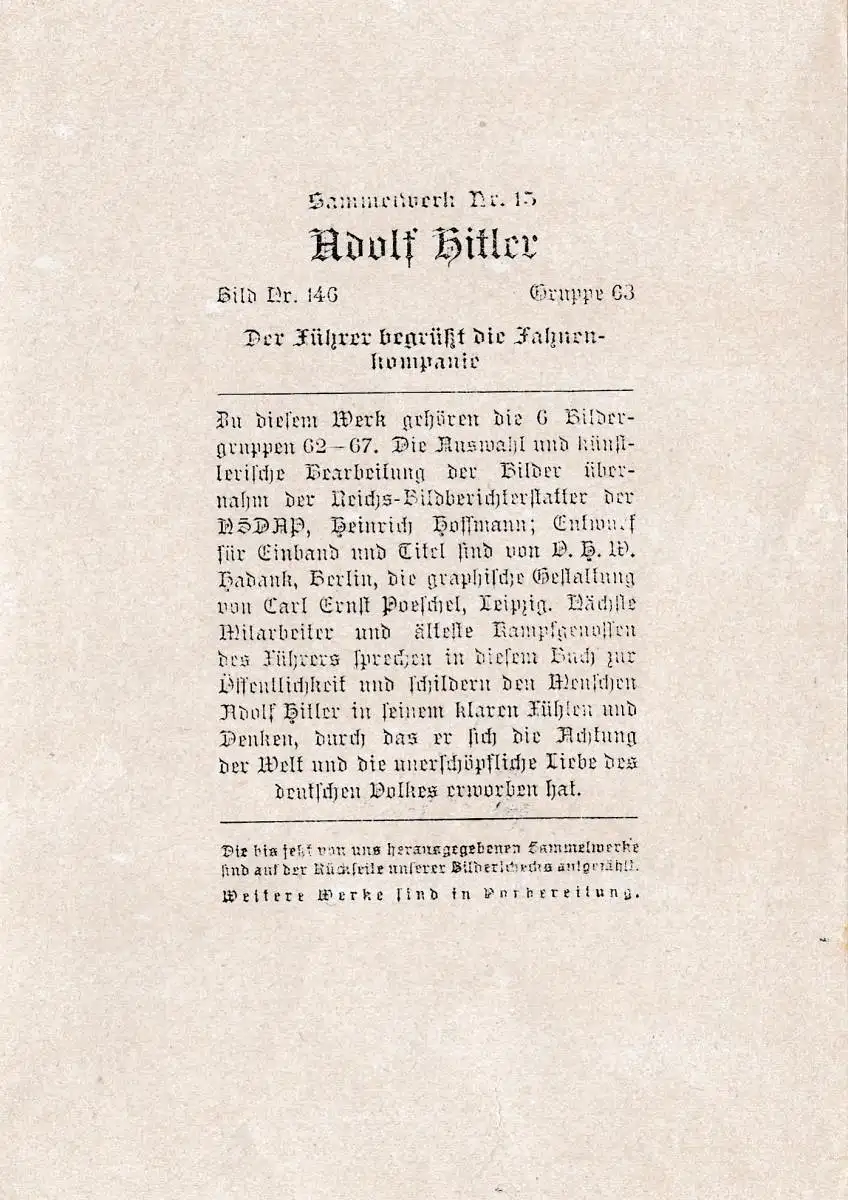 Sammelwerk Nr. 15
Adolf Hitler
Bild Nr. 146 Gruppe 63
Der Führer begrüßt die Fahnen-
kompanie
Zu diesem Werk gehören die 6 Bilder-
gruppen 62–67. Die Auswahl und künst-
lerische Bearbeitung der Bilder über-
nahm der Reichs-Bildberichterstatter der
NSDAP, Heinrich Hoffmann; Entwurf
für Einband und Titel sind von O. H. W.
Hadank, Berlin, die graphische Gestaltung
von Carl Ernst Poeschel, Leipzig. Nächste
Mitarbeiter und älteste Kampfgenossen
des Führers sprechen in diesem Buch zur
Öffentlichkeit und schildern den Menschen
Adolf Hitler in seinem klaren Fühlen und
Denken, durch das er sich die Achtung
der Welt und die unerschöpfliche Liebe des
deutschen Volkes erworben hat.
Die bis jetzt von uns herausgegebenen Sammelwerke
sind auf der Rückseite unserer Bilderschecks aufgezählt.
Weitere Werke sind in Vorbereitung.